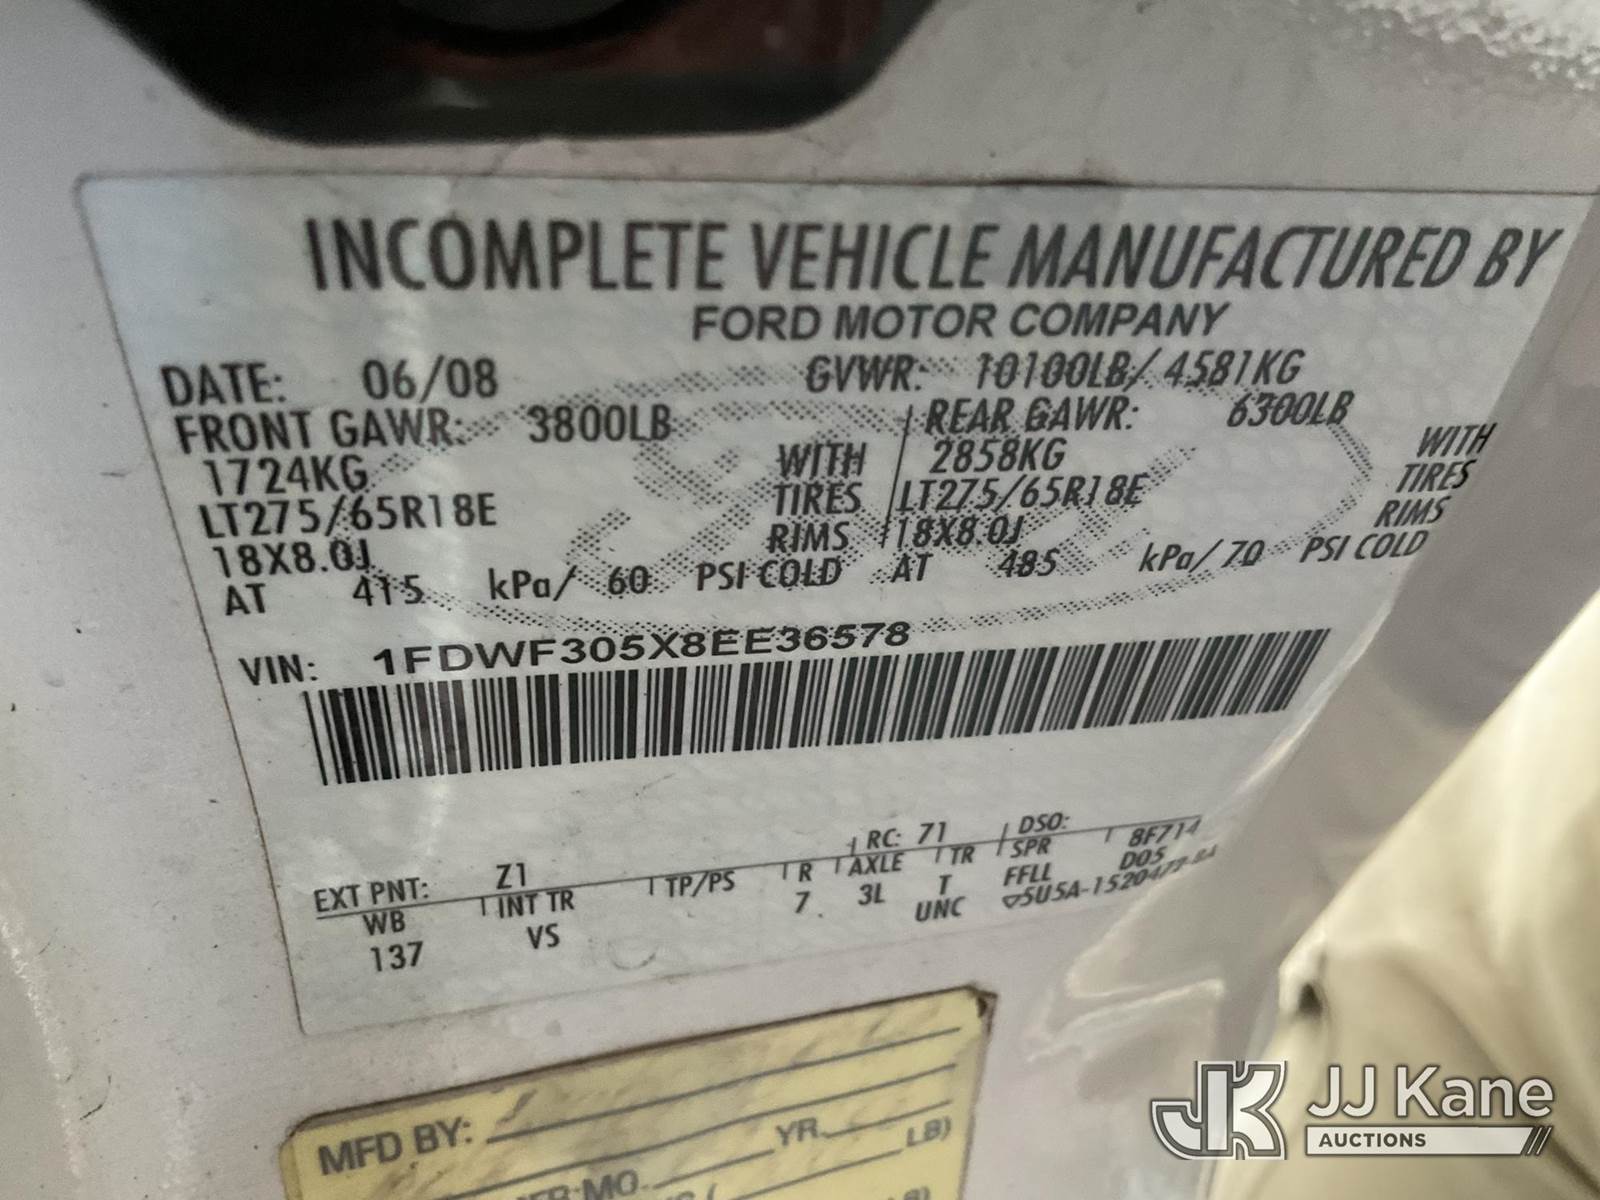 INCOMPLETE VEHICLE MANUFACTURED BY
FORD MOTOR COMPANY
DATE: 06/08 GVWR: 10100LB/ 4581KG
FRONT GAWR: 3800LB REAR GAWR: 6300LB
1724KG WITH 2858KG WITH
LT275/65R18E TIRES LT275/65R18E TIRES
18X8.0J RIMS 18X8.0J RIMS
AT 415 kPa/ 60 PSI COLD AT 485 kPa/ 70 PSI COLD
VIN: 1FDWF305X8EE36578
EXT PNT: Z1 RC: 71 DSO:
WB INT TR TP/PS R AXLE TR SPR 8F714
137 VS 7 3L T FFLL D05
UNC
MFD BY:
YR.
MO. LB)
JK JJ Kane
AUCTIONS